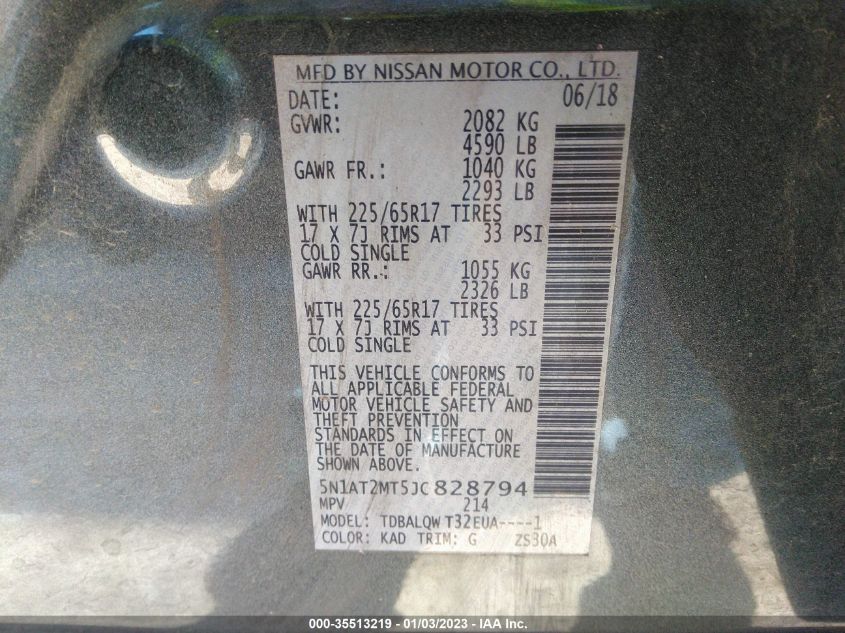 MFD BY NISSAN MOTOR CO., LTD.
DATE: 06/18
GVWR: 2082 KG
4590 LB
GAWR FR.: 1040 KG
2293 LB
WITH 225/65R17 TIRES
17 X 7J RIMS AT 33 PSI
COLD SINGLE
GAWR RR.: 1055 KG
2326 LB
WITH 225/65R17 TIRES
17 X 7J RIMS AT 33 PSI
COLD SINGLE
THIS VEHICLE CONFORMS TO
ALL APPLICABLE FEDERAL
MOTOR VEHICLE SAFETY AND
THEFT PREVENTION
STANDARDS IN EFFECT ON
THE DATE OF MANUFACTURE
SHOWN ABOVE.
5N1AT2MT5JC828794
MPV 214
MODEL: TDBALQW T32EUA----1
COLOR: KAD TRIM: G ZS30A
000-35513219 - 01/03/2023 - IAA Inc.